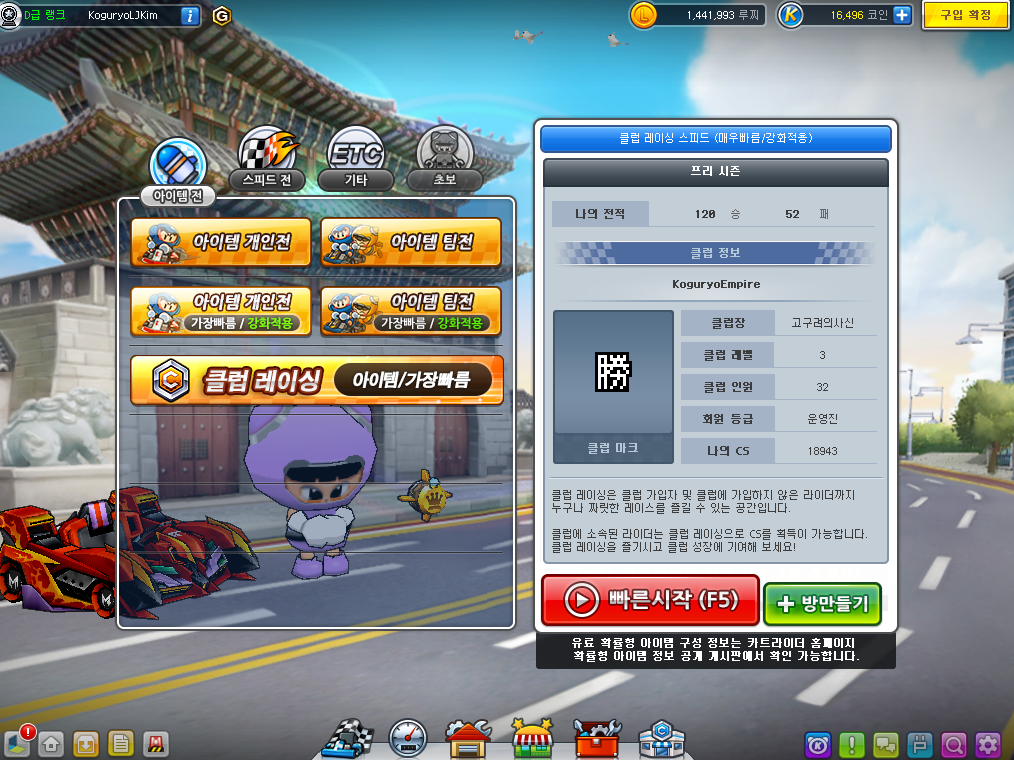 D급 랭크 KoguryoLJKim i G
L 1,441,993 루찌 K 16,496 코인 + 구입 확정
아이템 전
스피드 전
ETC
기타
초보
아이템 개인전
아이템 팀전
아이템 개인전
가장빠름 / 강화적용
아이템 팀전
가장빠름 / 강화적용
C 클럽 레이싱 아이템/가장빠름
클럽 레이싱 스피드 (매우빠름/강화적용)
프리 시즌
나의 전적 120 승 52 패
클럽 정보
KoguryoEmpire
클럽장 고구려의사신
클럽 레벨 3
클럽 인원 32
회원 등급 운영진
클럽 마크
나의 CS 18943
클럽 레이싱은 클럽 가입자 및 클럽에 가입하지 않은 라이더까지
누구나 짜릿한 레이스를 즐길 수 있는 공간입니다.
클럽에 소속된 라이더는 클럽 레이싱으로 CS를 획득이 가능합니다.
클럽 레이싱을 즐기시고 클럽 성장에 기여해 보세요!
빠른시작 (F5)
+ 방만들기
유료 확률형 아이템 구성 정보는 카트라이더 홈페이지
확률형 아이템 정보 공개 게시판에서 확인 가능합니다.